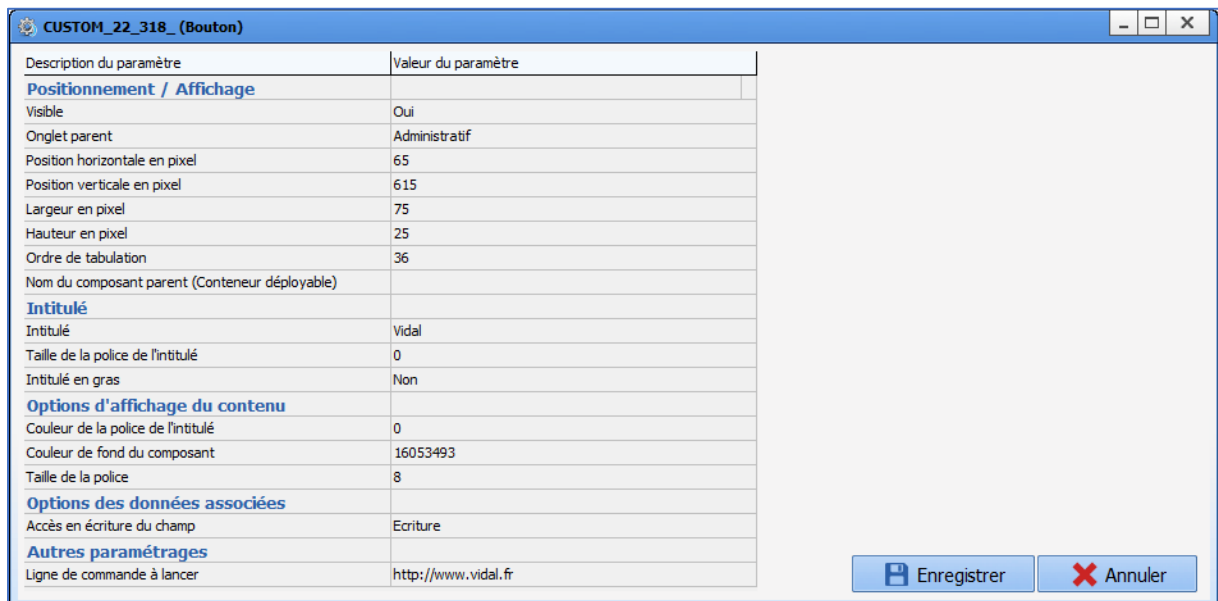 CUSTOM_22_318_ (Bouton)
Description du paramètre Valeur du paramètre
Positionnement / Affichage
Visible Oui
Onglet parent Administratif
Position horizontale en pixel 65
Position verticale en pixel 615
Largeur en pixel 75
Hauteur en pixel 25
Ordre de tabulation 36
Nom du composant parent (Conteneur déployable)
Intitulé
Intitulé Vidal
Taille de la police de l'intitulé 0
Intitulé en gras Non
Options d'affichage du contenu
Couleur de la police de l'intitulé 0
Couleur de fond du composant 16053493
Taille de la police 8
Options des données associées
Accès en écriture du champ Ecriture
Autres paramétrages
Ligne de commande à lancer http://www.vidal.fr
Enregistrer Annuler